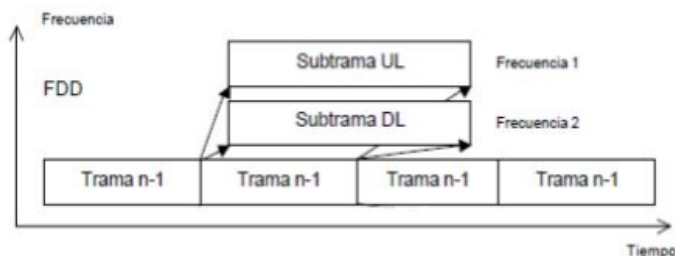 Frecuencia
Subtrama UL
Frecuencia 1
FDD
Subtrama DL
Frecuencia 2
Trama n-1
Trama n-1
Trama n-1
Trama n-1
Tiempo